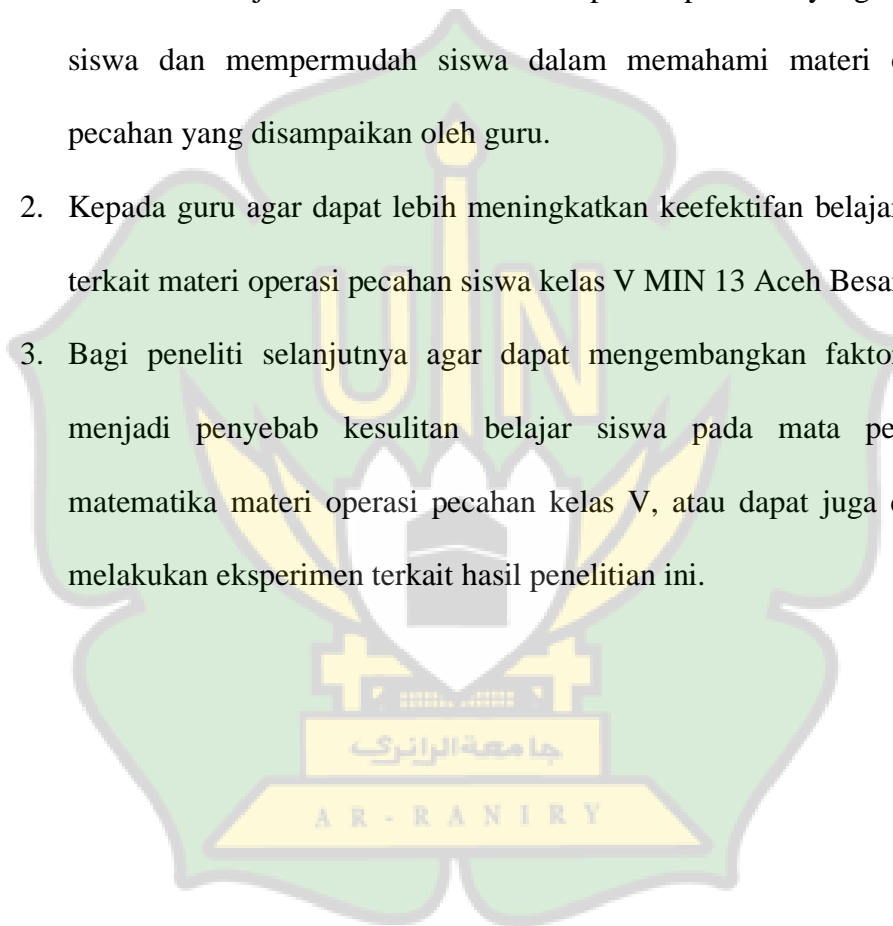 siswa dan mempermudah siswa dalam memahami materi
pecahan yang disampaikan oleh guru.
2. Kepada guru agar dapat lebih meningkatkan keefektifan belajar
terkait materi operasi pecahan siswa kelas V MIN 13 Aceh Besar
3. Bagi peneliti selanjutnya agar dapat mengembangkan faktor
menjadi penyebab kesulitan belajar siswa pada mata
matematika materi operasi pecahan kelas V, atau dapat juga
melakukan eksperimen terkait hasil penelitian ini.
UIN
جامعة الرانري
AR-RANIRY